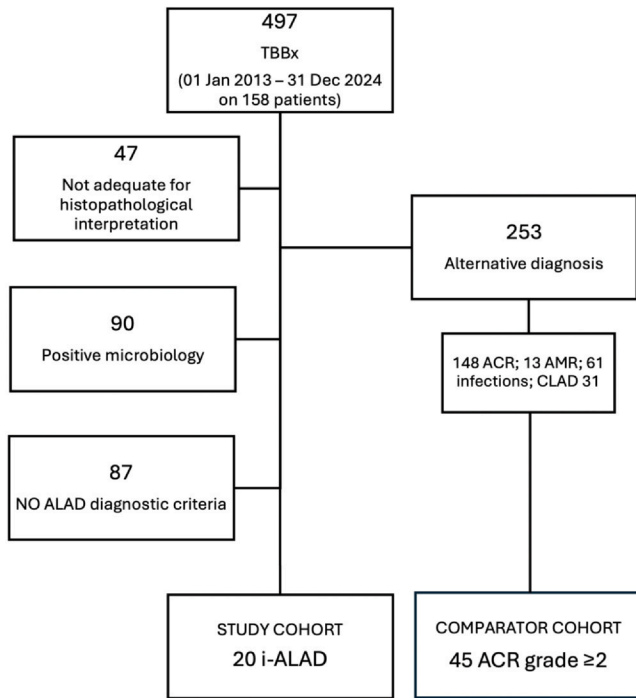 497
TBBx
(01 Jan 2013 – 31 Dec 2024
on 158 patients)
47
Not adequate for
histopathological
interpretation
253
Alternative diagnosis
90
Positive microbiology
148 ACR; 13 AMR; 61
infections; CLAD 31
87
NO ALAD diagnostic criteria
STUDY COHORT
20 i-ALAD
COMPARATOR COHORT
45 ACR grade ≥2